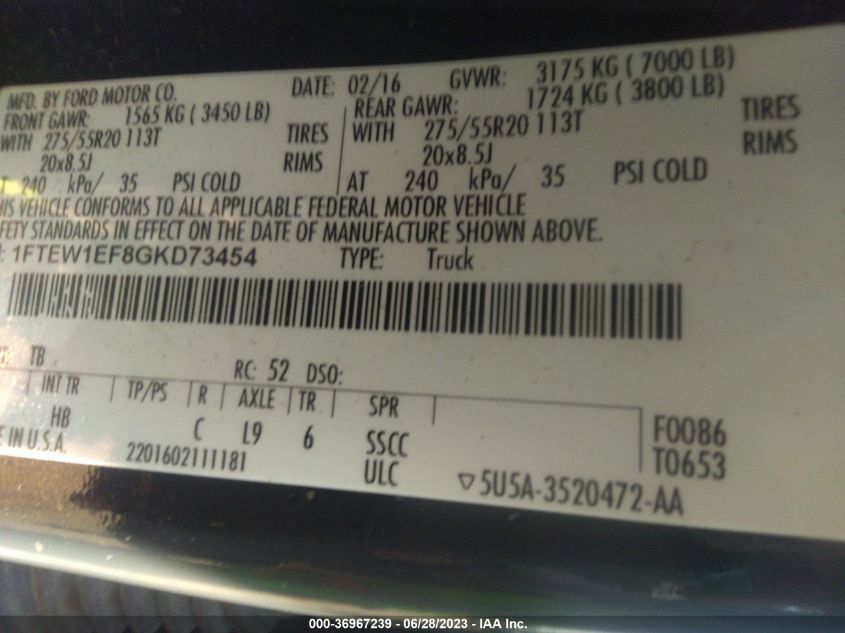 MFD. BY FORD MOTOR CO. DATE: 02/16 GVWR: 3175 KG ( 7000 LB)
FRONT GAWR: 1565 KG ( 3450 LB) REAR GAWR: 1724 KG ( 3800 LB)
WITH 275/55R20 113T TIRES WITH 275/55R20 113T TIRES
20x8.5J RIMS 20x8.5J RIMS
AT 240 kPa/ 35 PSI COLD AT 240 kPa/ 35 PSI COLD
HIS VEHICLE CONFORMS TO ALL APPLICABLE FEDERAL MOTOR VEHICLE
FETY STANDARDS IN EFFECT ON THE DATE OF MANUFACTURE SHOWN ABOVE.
: 1FTEW1EF8GKD73454 TYPE: Truck
TB
RC: 52 DSO:
INT TR TP/PS R AXLE TR SPR
HB C L9 6 SSCC F0086
E IN U.S.A. 2201602111181 ULC T0653
5U5A-3520472-AA
000-36967239 - 06/28/2023 - IAA Inc.